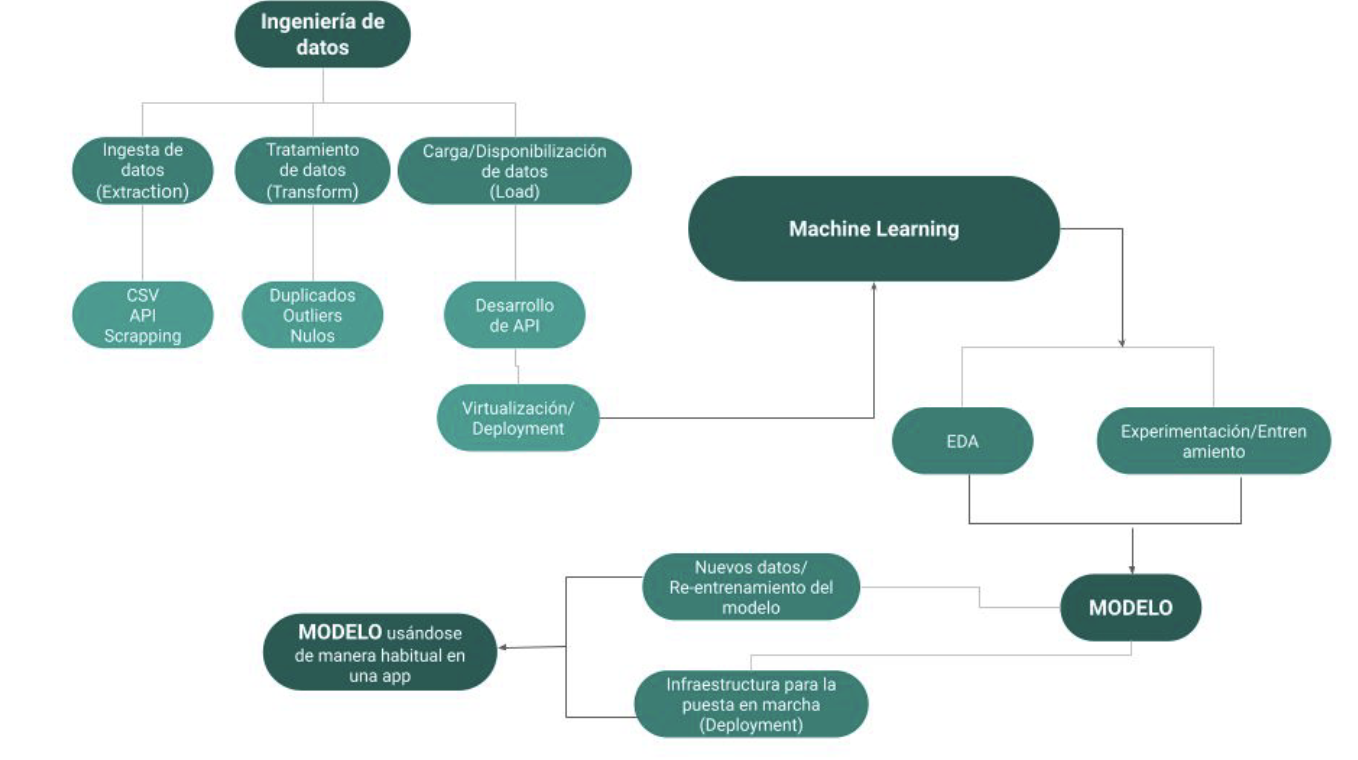 Ingeniería de
datos
Ingesta de
datos
(Extraction)
Tratamiento
de datos
(Transform)
Carga/Disponibilización
de datos
(Load)
CSV
API
Scrapping
Duplicados
Outliers
Nulos
Desarrollo
de API
Virtualización/
Deployment
Machine Learning
EDA
Experimentación/Entren
amiento
MODELO
Nuevos datos/
Re-entrenamiento del
modelo
Infraestructura para la
puesta en marcha
(Deployment)
MODELO usándose
de manera habitual en
una app